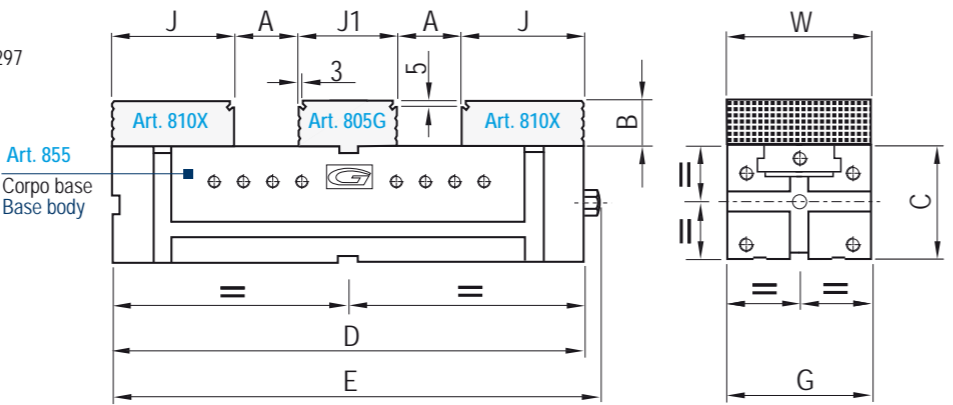 J A J1 A J W
297
3 5
Art. 810X Art. 805G Art. 810X B
Art. 855
Corpo base
Base body
G
= = C
= = = =
D
E G